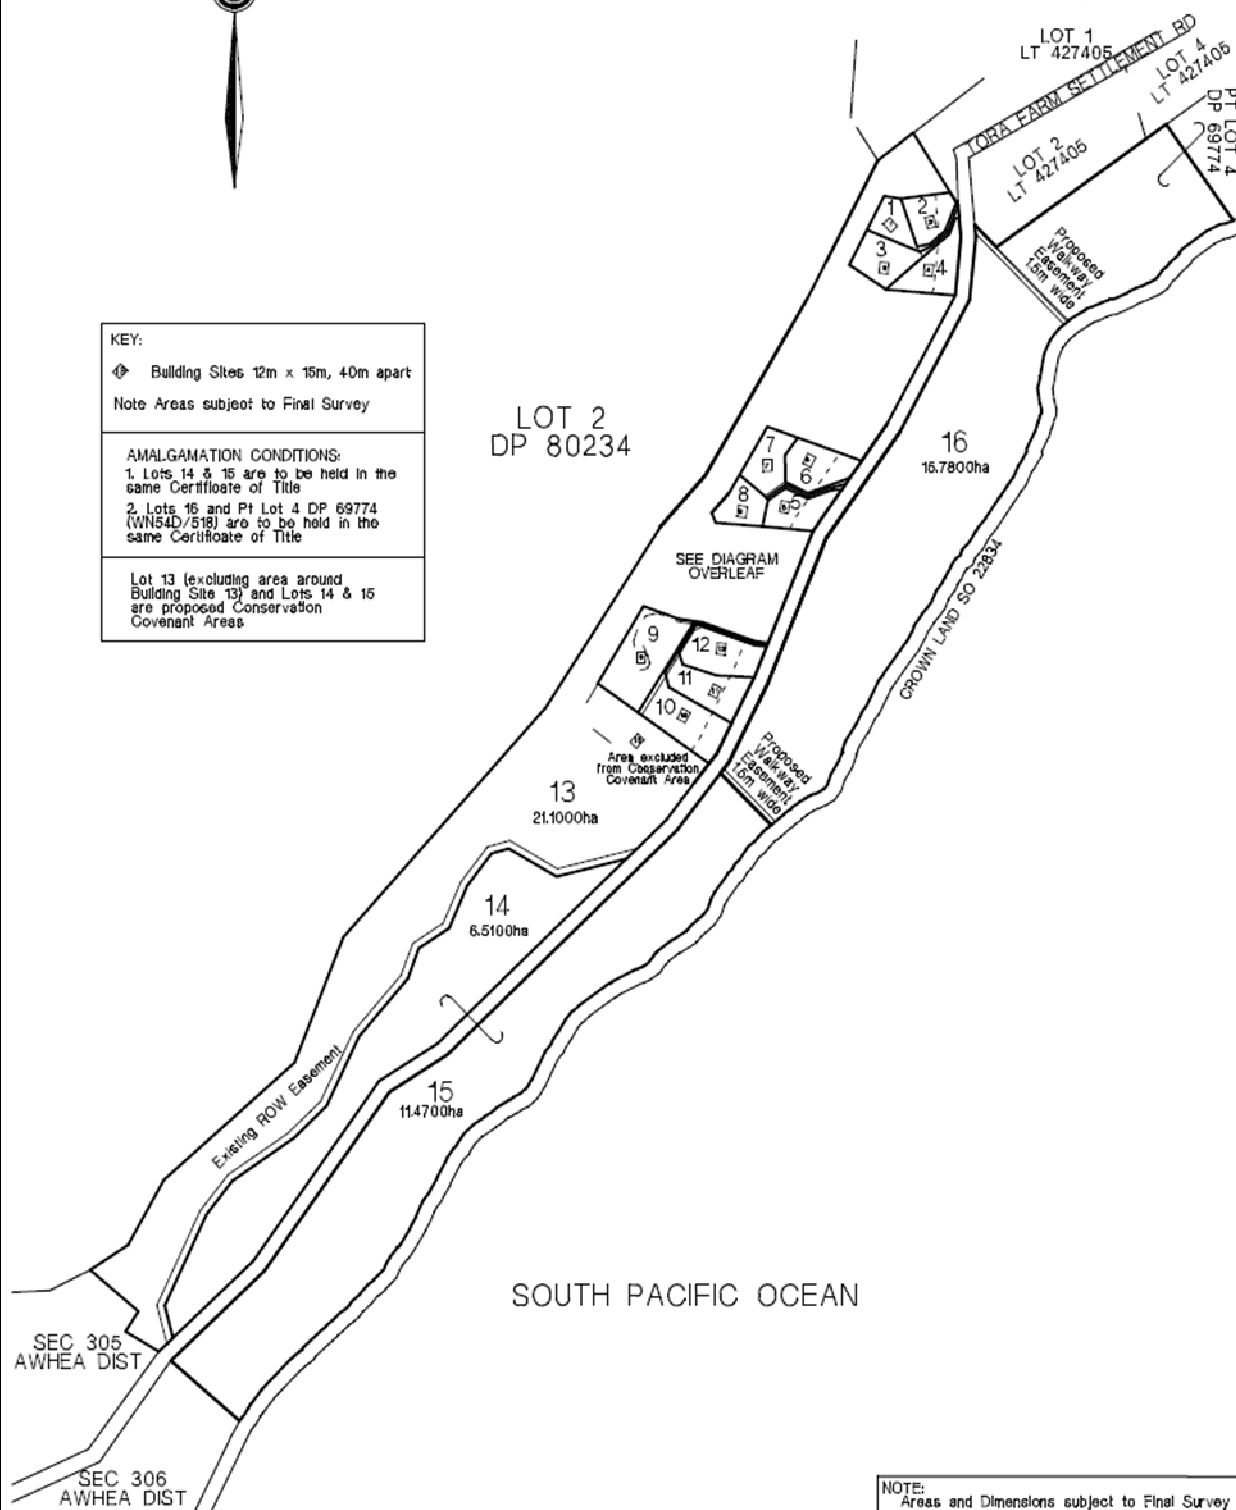 LOT 1
LT 427405
TORA FARM SETTLEMENT RD
LOT 4
LT 427405
PT LOT 4
DP 69774
LOT 2
LT 427405
1
2
3
4
Proposed
Walkway
Easement
1.5m wide
KEY:
Building Sites 12m x 15m, 40m apart
Note Areas subject to Final Survey
AMALGAMATION CONDITIONS:
1. Lots 14 & 15 are to be held in the
same Certificate of Title
2. Lots 16 and Pt Lot 4 DP 69774
(WN54D/518) are to be held in the
same Certificate of Title
Lot 13 (excluding area around
Building Site 13) and Lots 14 & 15
are proposed Conservation
Covenant Areas
LOT 2
DP 80234
16
15.7800ha
7
6
8
5
SEE DIAGRAM
OVERLEAF
CROWN LAND SO 22834
9
12
11
10
Area excluded
from Conservation
Covenant Area
Proposed
Walkway
Easement
1.5m wide
13
21.1000ha
14
6.5100ha
15
11.4700ha
Existing ROW Easement
SOUTH PACIFIC OCEAN
SEC 305
AWHEA DIST
SEC 306
AWHEA DIST
NOTE:
Areas and Dimensions subject to Final Survey